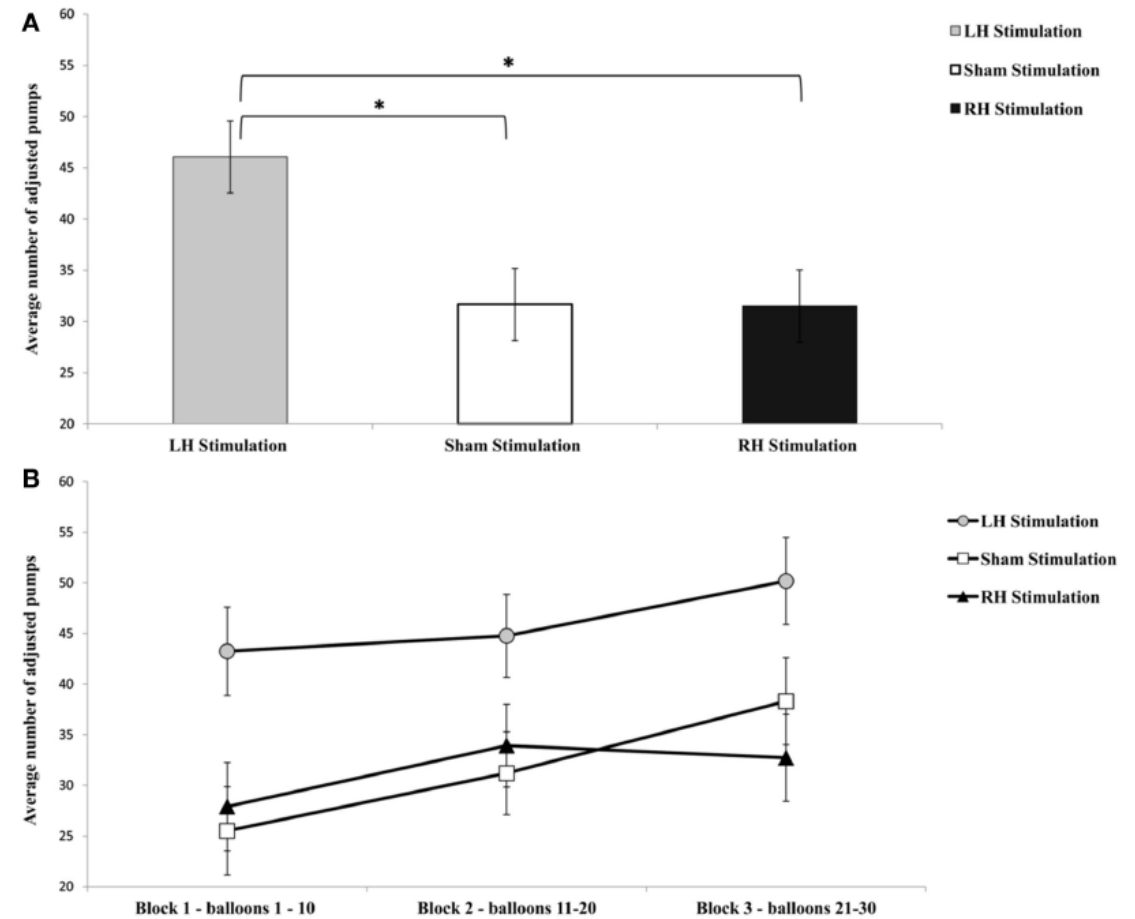 A
Average number of adjusted pumps
60
55
50
45
40
35
30
25
20
*
*
LH Stimulation
Sham Stimulation
RH Stimulation
LH Stimulation
Sham Stimulation
RH Stimulation
B
Average number of adjusted pumps
60
55
50
45
40
35
30
25
20
LH Stimulation
Sham Stimulation
RH Stimulation
Block 1 - balloons 1 - 10
Block 2 - balloons 11-20
Block 3 - balloons 21-30